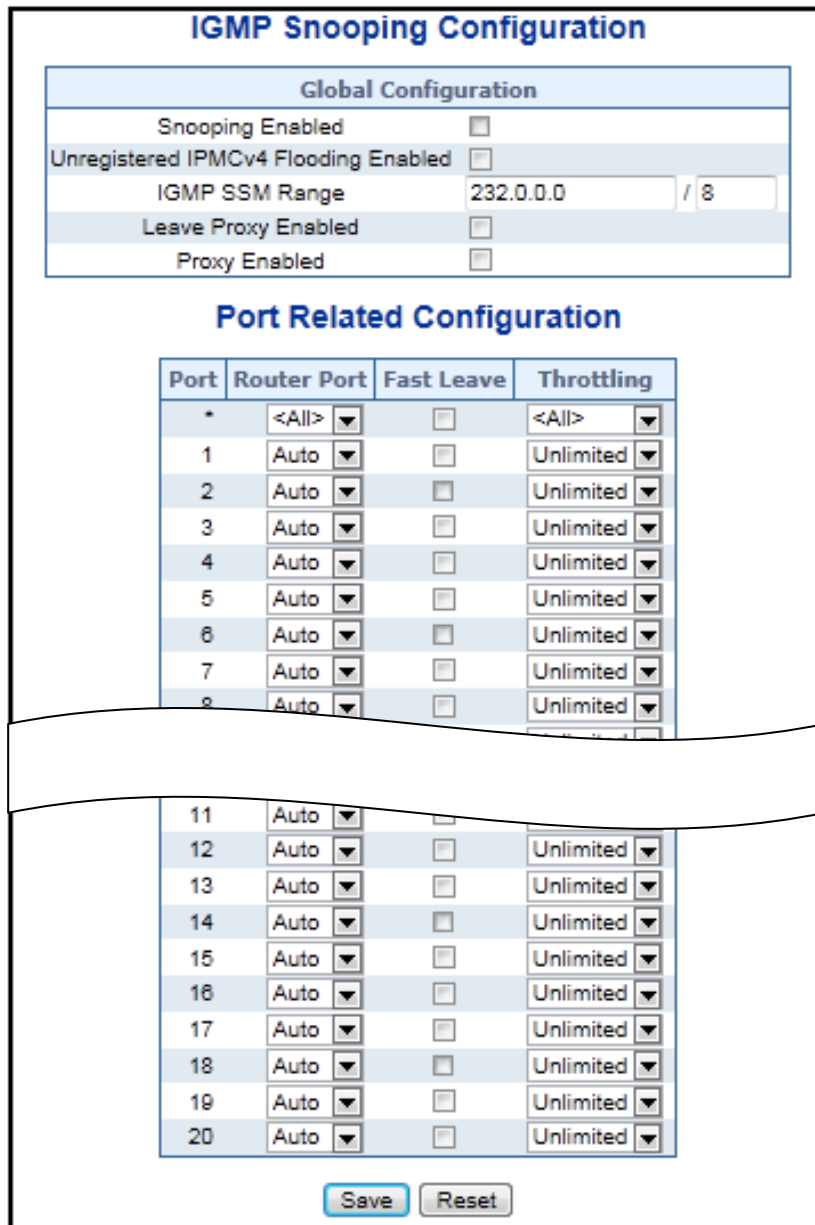 IGMP Snooping Configuration
Global Configuration
Snooping Enabled
Unregistered IPMCv4 Flooding Enabled
IGMP SSM Range 232.0.0.0 / 8
Leave Proxy Enabled
Proxy Enabled
Port Related Configuration
Port Router Port Fast Leave Throttling
* <All> <All>
1 Auto Unlimited
2 Auto Unlimited
3 Auto Unlimited
4 Auto Unlimited
5 Auto Unlimited
6 Auto Unlimited
7 Auto Unlimited
8 Auto Unlimited
11 Auto
12 Auto Unlimited
13 Auto Unlimited
14 Auto Unlimited
15 Auto Unlimited
16 Auto Unlimited
17 Auto Unlimited
18 Auto Unlimited
19 Auto Unlimited
20 Auto Unlimited
Save Reset